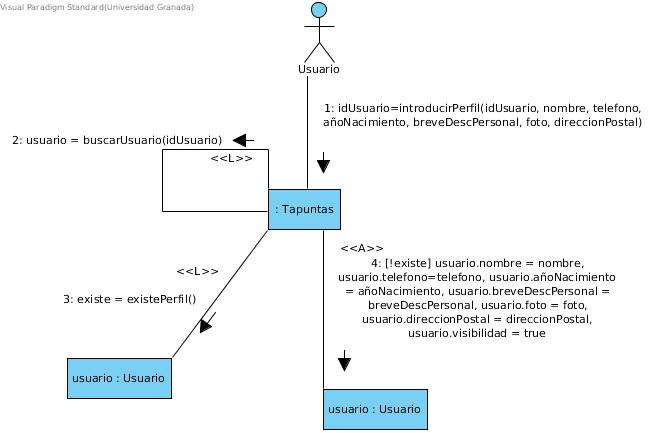 Visual Paradigm Standard(Universidad Granada)
Usuario
1: idUsuario=introducirPerfil(idUsuario, nombre, telefono,
añoNacimiento, breveDescPersonal, foto, direccionPostal)
2: usuario = buscarUsuario(idUsuario)
<<L>>
: Tapuntas
<<A>>
4: [!existe] usuario.nombre = nombre,
usuario.telefono=telefono, usuario.añoNacimiento
= añoNacimiento, usuario.breveDescPersonal =
breveDescPersonal, usuario.foto = foto,
usuario.direccionPostal = direccionPostal,
usuario.visibilidad = true
<<L>>
3: existe = existePerfil()
usuario : Usuario
usuario : Usuario